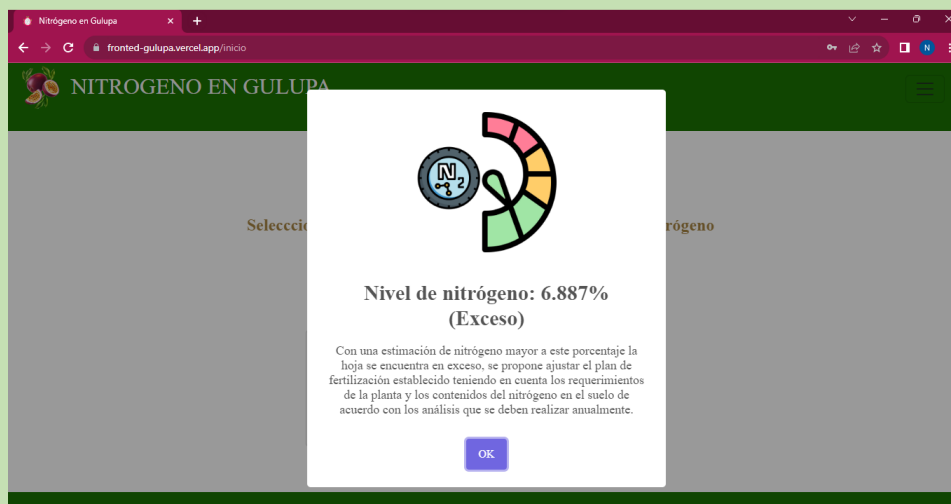 Nitrógeno en Gulupa
fronted-gulupa.vercel.app/inicio
N
NITROGENO EN GULUPA
N2
Nivel de nitrógeno: 6.887%
(Exceso)
Con una estimación de nitrógeno mayor a este porcentaje la
hoja se encuentra en exceso, se propone ajustar el plan de
fertilización establecido teniendo en cuenta los requerimientos
de la planta y los contenidos del nitrógeno en el suelo de
acuerdo con los análisis que se deben realizar anualmente.
OK